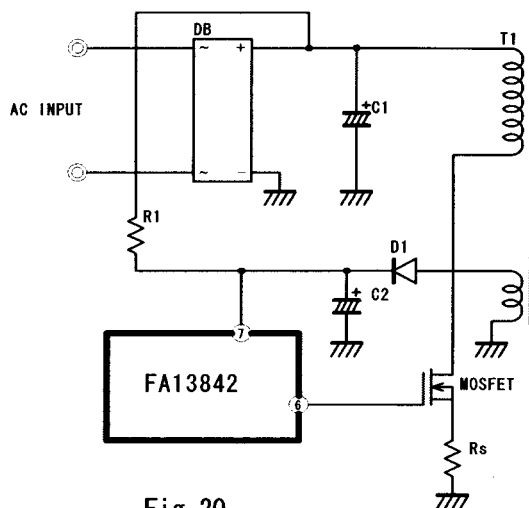 DB
T1
~ +
+C1
AC INPUT
~ −
R1
D1
+
C2
7
FA13842
MOSFET
6
Rs
Fig.20